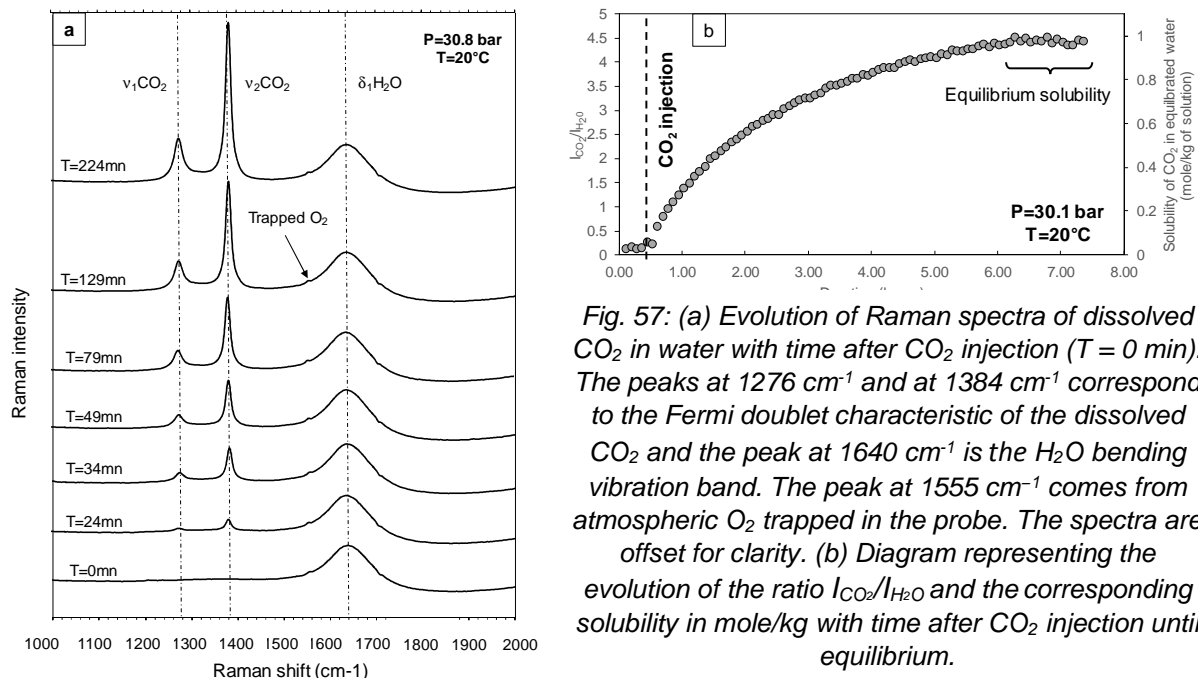 a
P=30.8 bar
T=20°C
ν₁CO₂
ν₂CO₂
δ₁H₂O
T=224mn
Trapped O₂
T=129mn
T=79mn
T=49mn
T=34mn
T=24mn
T=0mn
Raman intensity
1000 1100 1200 1300 1400 1500 1600 1700 1800 1900 2000
Raman shift (cm-1)
b
5
4.5
4
3.5
3
2.5
2
1.5
1
0.5
0
I_CO₂/I_H₂O
CO₂ injection
Equilibrium solubility
P=30.1 bar
T=20°C
1
0.8
0.6
0.4
0.2
0
Solubility of CO₂ in equilbrated water
(mole/kg of solution)
0.00 1.00 2.00 3.00 4.00 5.00 6.00 7.00 8.00
Fig. 57: (a) Evolution of Raman spectra of dissolved
CO₂ in water with time after CO₂ injection (T = 0 min).
The peaks at 1276 cm⁻¹ and at 1384 cm⁻¹ correspond
to the Fermi doublet characteristic of the dissolved
CO₂ and the peak at 1640 cm⁻¹ is the H₂O bending
vibration band. The peak at 1555 cm⁻¹ comes from
atmospheric O₂ trapped in the probe. The spectra are
offset for clarity. (b) Diagram representing the
evolution of the ratio I_CO₂/I_H₂O and the corresponding
solubility in mole/kg with time after CO₂ injection until
equilibrium.